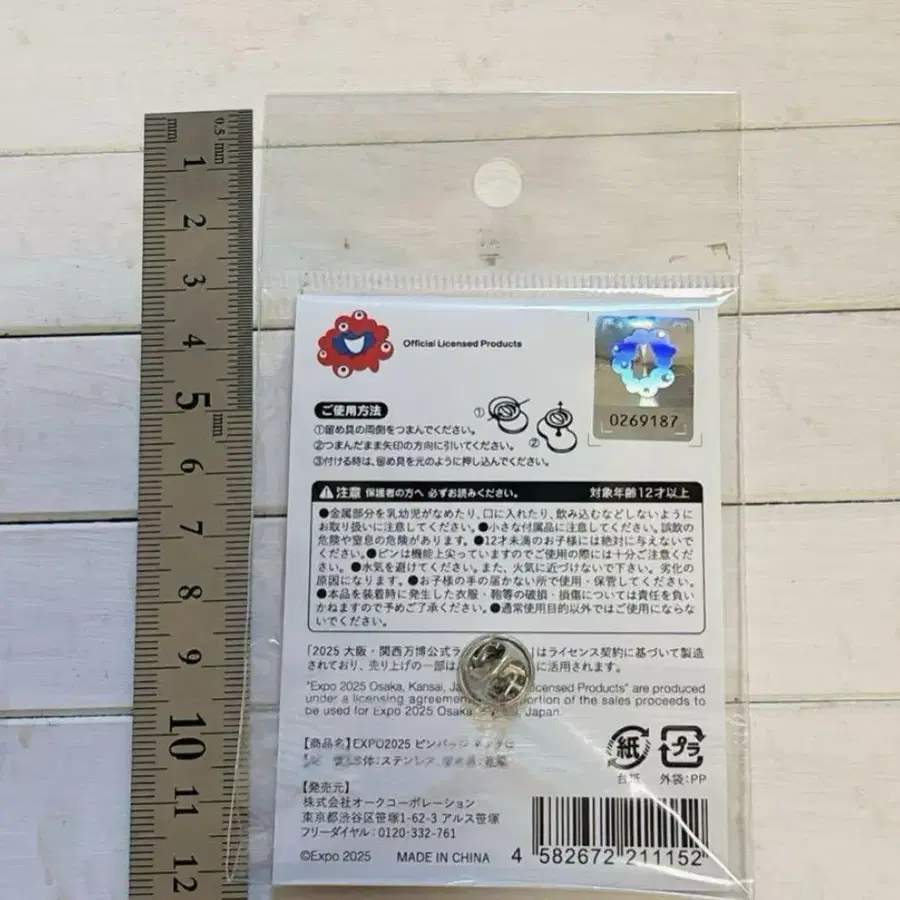 mm
0.5 mm
1
2
3
4
5
mm
6
7
8
9
10
11
12
Official Licensed Products
0269187
ご使用方法
①留め具の両側をつまんでください。
②つまんだまま矢印の方向に引いてください。
③付ける時は、留め具を元のように押し込んでください。
①
②
注意 保護者の方へ 必ずお読みください。 対象年齢12才以上
●金属部分を乳幼児がなめたり、口に入れたり、飲み込むなどしないように
お取り扱いに注意してください。●小さな付属品に注意してください。誤飲の
危険や窒息の危険があります。●12才未満のお子様には絶対に与えないで
ください。●ピンは機能上尖っていますのでご使用の際には十分ご注意くだ
さい。●水気を避けてください。また、火気に近づけないで下さい。劣化の
原因になります。●お子様の手の届かない所で使用・保管してください。
●本品を装着時に発生した衣服・鞄等の破損・損傷については責任を負い
かねますので予めご了承ください。●通常使用目的以外ではご使用にならな
いでください。
「2025 大阪・関西万博公式ラ はライセンス契約に基づいて製造
されており、売り上げの一部は に活用されます。
"Expo 2025 Osaka, Kansai, Licensed Products" are produced
under a licensing agreement portion of the sales proceeds to
be used for Expo 2025 Osaka Japan.
【商品名】EXPO2025 ピンバッジ
体:ステンレス
紙
台紙
プラ
外袋:PP
【発売元】
株式会社オークコーポレーション
東京都渋谷区笹塚1-62-3 アルス笹塚
フリーダイヤル:0120-332-761
©Expo 2025 MADE IN CHINA
4 582672 211152